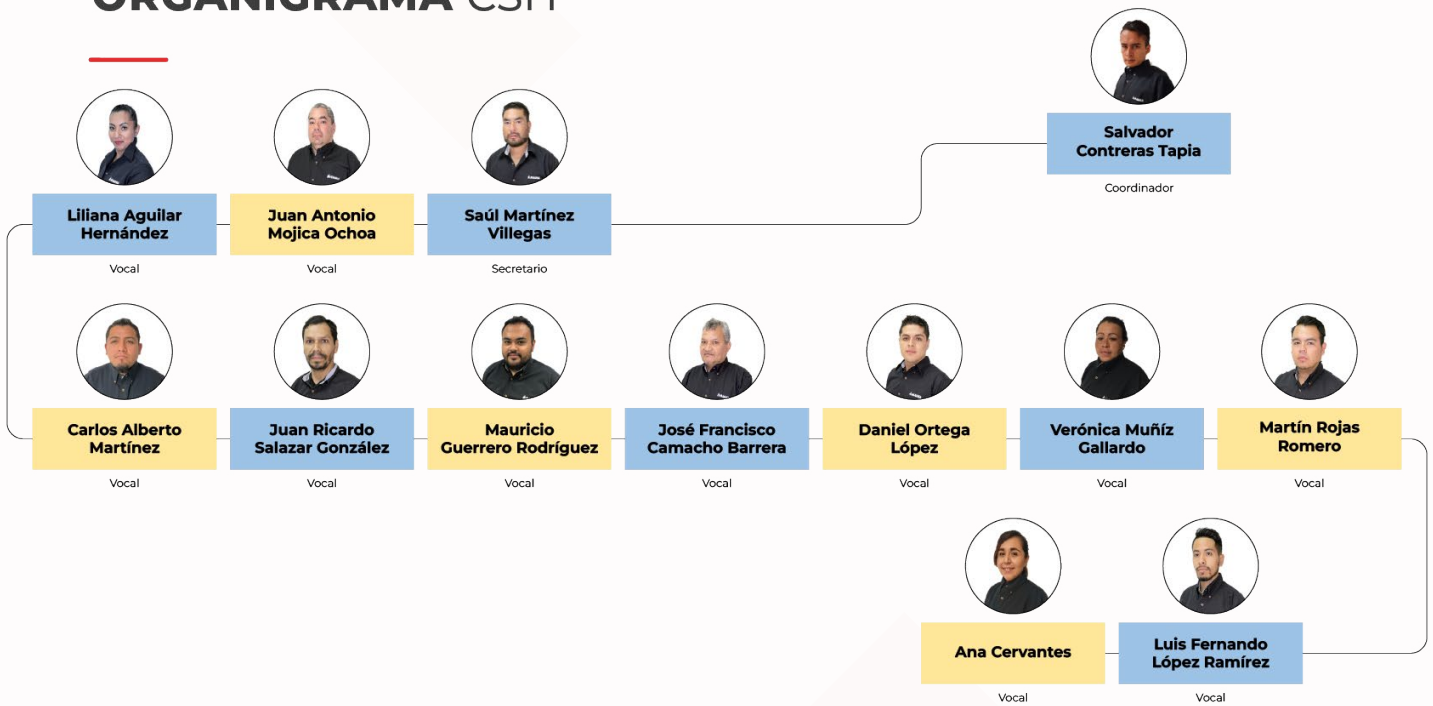 ORGANIGRAMA CSH
Salvador
Contreras Tapia
Coordinador
Liliana Aguilar
Hernández
Vocal
Juan Antonio
Mojica Ochoa
Vocal
Saúl Martínez
Villegas
Secretario
Carlos Alberto
Martínez
Vocal
Juan Ricardo
Salazar González
Vocal
Mauricio
Guerrero Rodríguez
Vocal
José Francisco
Camacho Barrera
Vocal
Daniel Ortega
López
Vocal
Verónica Muñíz
Gallardo
Vocal
Martín Rojas
Romero
Vocal
Ana Cervantes
Vocal
Luis Fernando
López Ramírez
Vocal